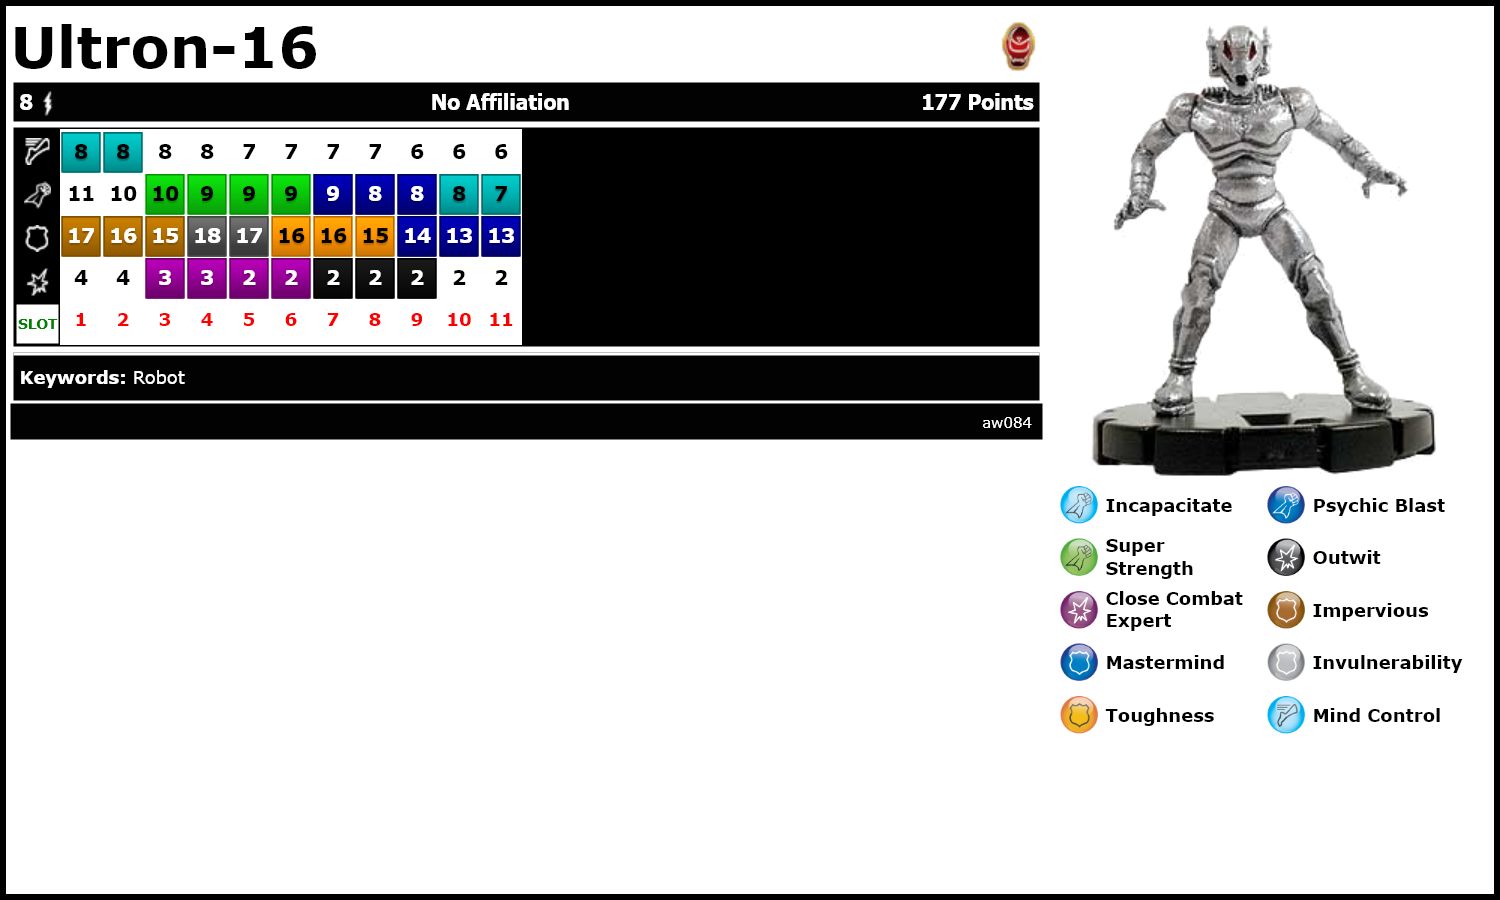 Ultron-16
8 No Affiliation 177 Points
8 8 8 8 7 7 7 7 6 6 6
11 10 10 9 9 9 9 8 8 8 7
17 16 15 18 17 16 16 15 14 13 13
4 4 3 3 2 2 2 2 2 2 2
SLOT 1 2 3 4 5 6 7 8 9 10 11
Keywords: Robot
aw084
Incapacitate
Psychic Blast
Super
Strength
Outwit
Close Combat
Expert
Impervious
Mastermind
Invulnerability
Toughness
Mind Control